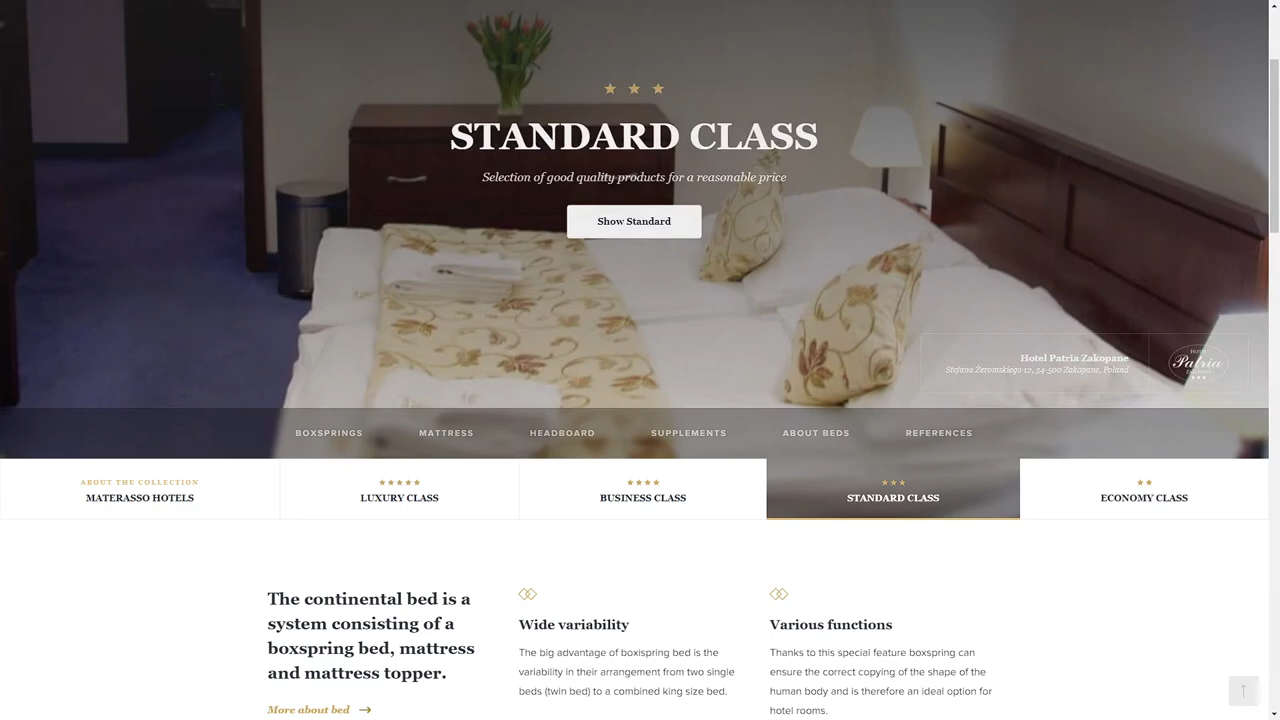 STANDARD CLASS
Selection of good quality products for a reasonable price
Show Standard
Hotel Patria Zakopane
Stefana Żeromskiego 12, 34-500 Zakopane, Poland
Patria
BOXSPRINGS MATTRESS HEADBOARD SUPPLEMENTS ABOUT BEDS REFERENCES
ABOUT THE COLLECTION
MATERASSO HOTELS LUXURY CLASS BUSINESS CLASS STANDARD CLASS ECONOMY CLASS
The continental bed is a
system consisting of a
boxspring bed, mattress
and mattress topper.
More about bed
Wide variability
The big advantage of boxispring bed is the
variability in their arrangement from two single
beds (twin bed) to a combined king size bed.
Various functions
Thanks to this special feature boxspring can
ensure the correct copying of the shape of the
human body and is therefore an ideal option for
hotel rooms.